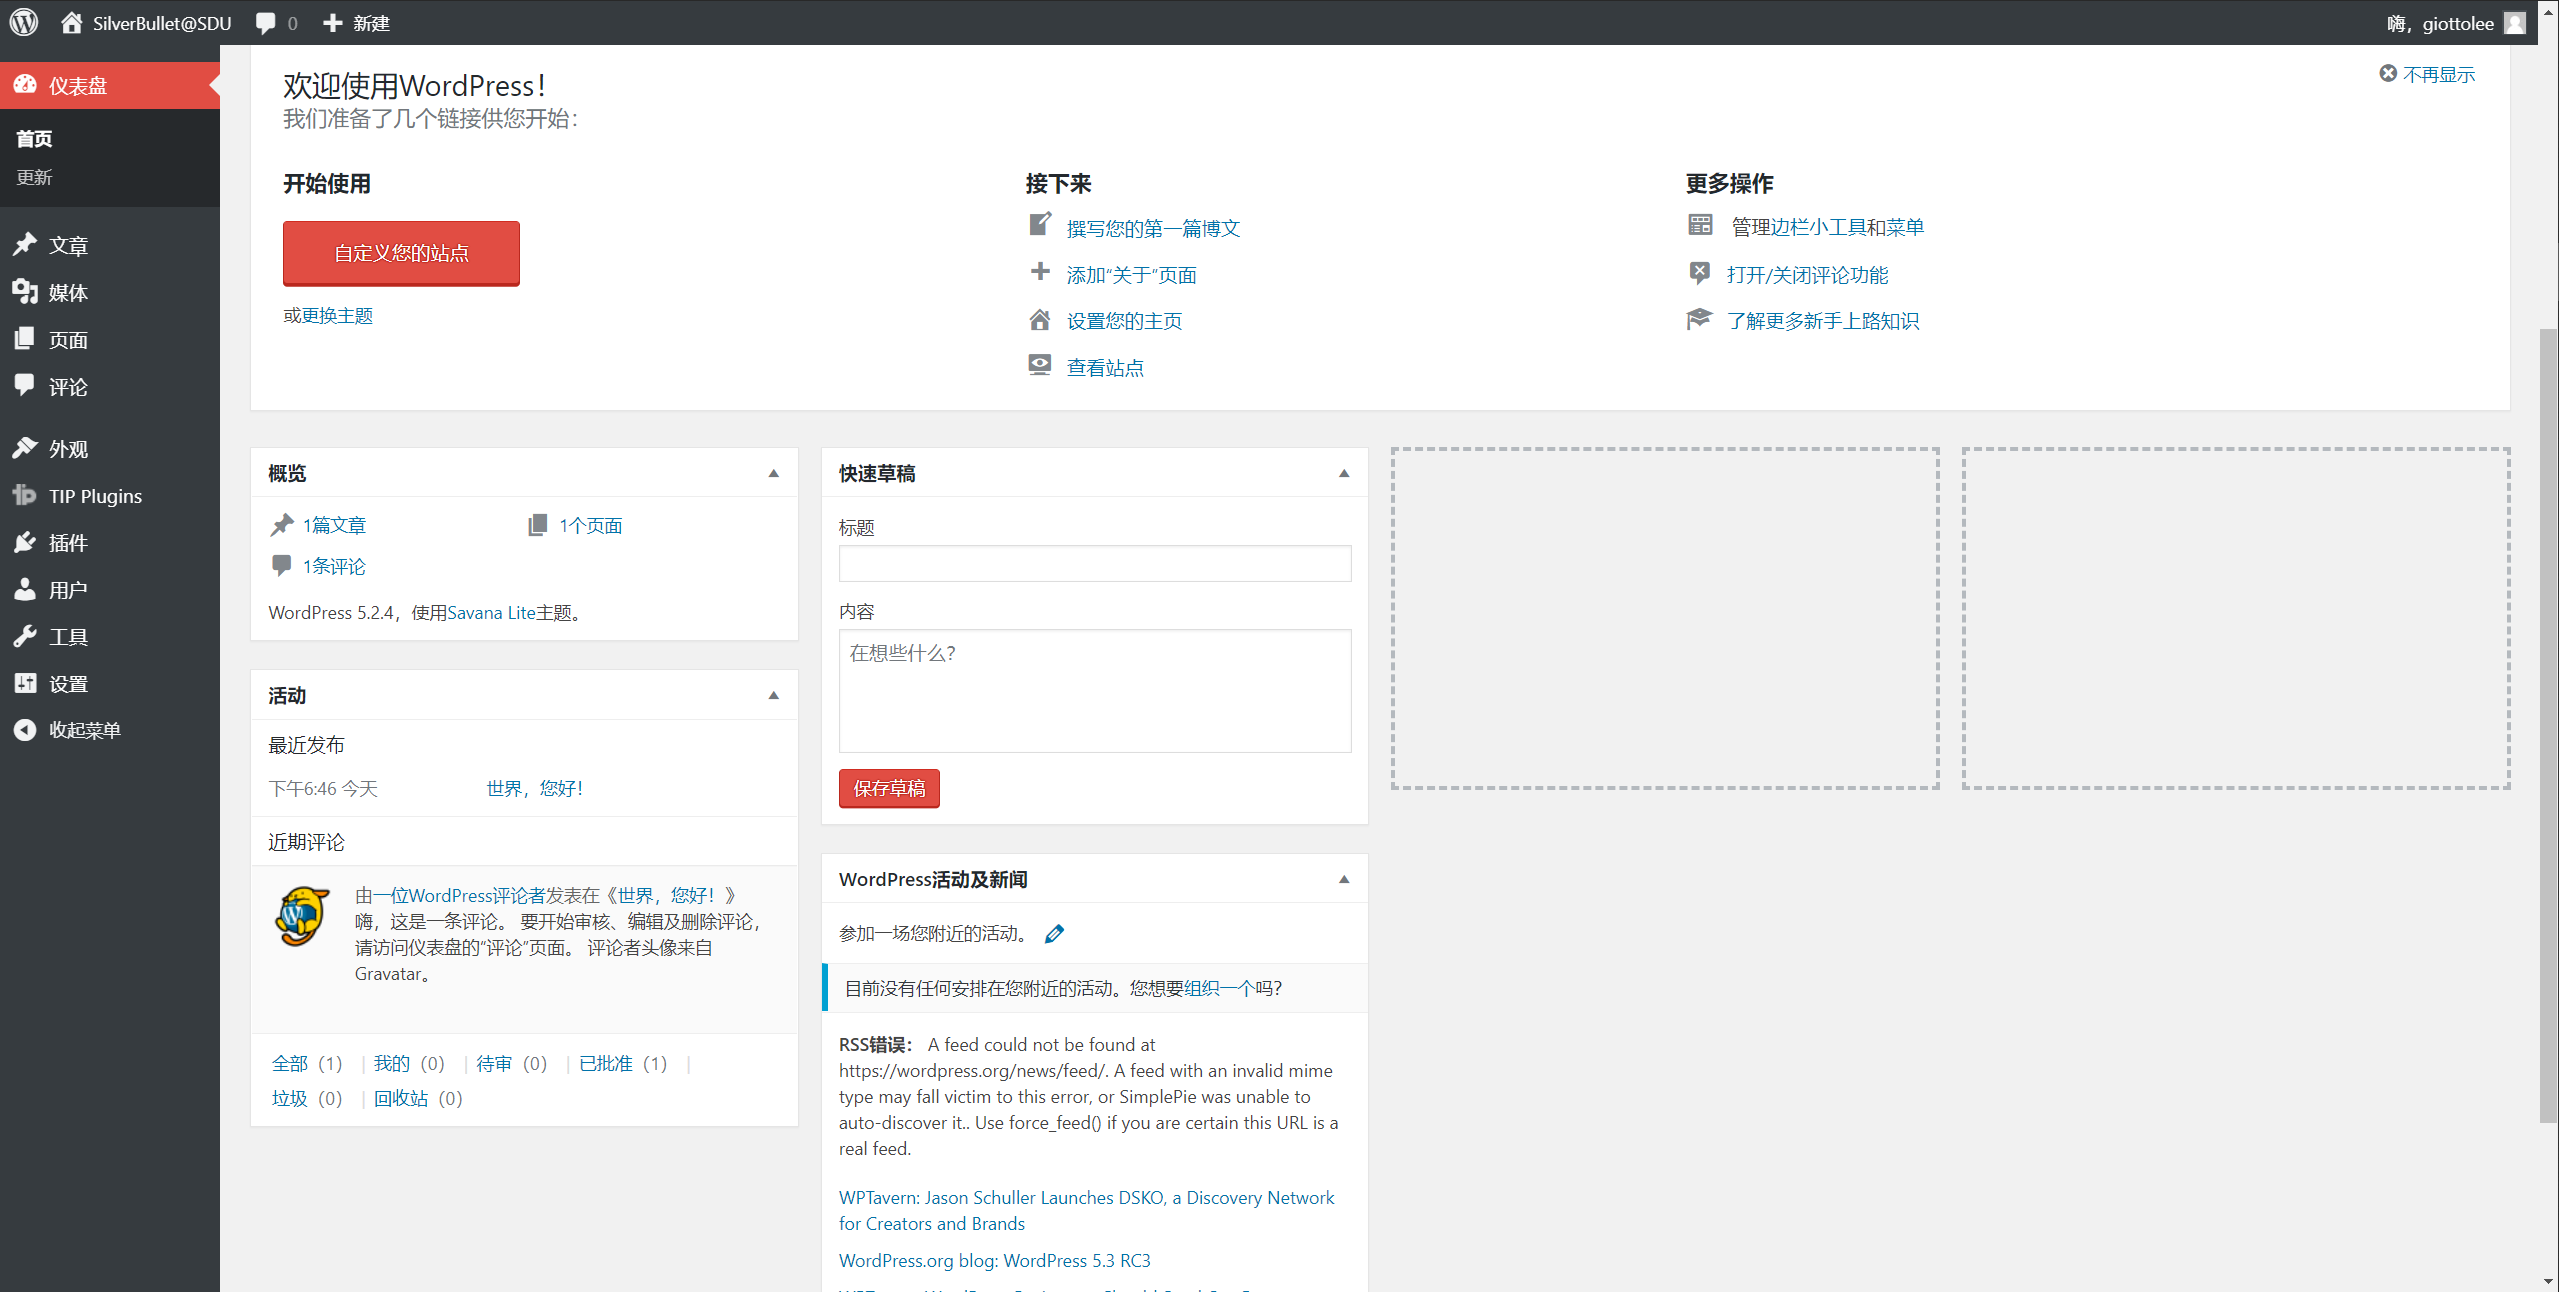 SilverBullet@SDU
0
新建
嗨，giottolee
仪表盘
首页
更新
文章
媒体
页面
评论
外观
TIP Plugins
插件
用户
工具
设置
收起菜单
欢迎使用WordPress！
不再显示
我们准备了几个链接供您开始：
开始使用
自定义您的站点
或更换主题
接下来
撰写您的第一篇博文
添加“关于”页面
设置您的主页
查看站点
更多操作
管理边栏小工具和菜单
打开/关闭评论功能
了解更多新手上路知识
概览
1篇文章
1个页面
1条评论
WordPress 5.2.4，使用Savana Lite主题。
活动
最近发布
下午6:46 今天
世界，您好！
近期评论
由一位WordPress评论者发表在《世界，您好！》
嗨，这是一条评论。 要开始审核、编辑及删除评论，
请访问仪表盘的“评论”页面。 评论者头像来自
Gravatar。
全部（1） | 我的（0） | 待审（0） | 已批准（1） |
垃圾（0） | 回收站（0）
快速草稿
标题
内容
在想些什么？
保存草稿
WordPress活动及新闻
参加一场您附近的活动。
目前没有任何安排在您附近的活动。您想要组织一个吗？
RSS错误： A feed could not be found at
https://wordpress.org/news/feed/. A feed with an invalid mime
type may fall victim to this error, or SimplePie was unable to
auto-discover it.. Use force_feed() if you are certain this URL is a
real feed.
WPTavern: Jason Schuller Launches DSKO, a Discovery Network
for Creators and Brands
WordPress.org blog: WordPress 5.3 RC3